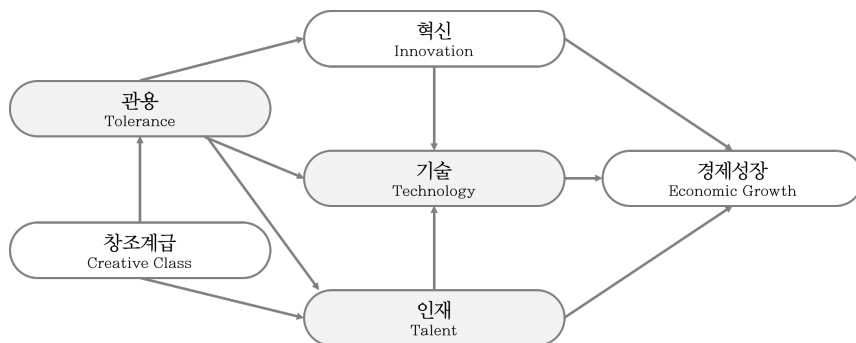 혁신
Innovation
관용
Tolerance
기술
Technology
경제성장
Economic Growth
창조계급
Creative Class
인재
Talent